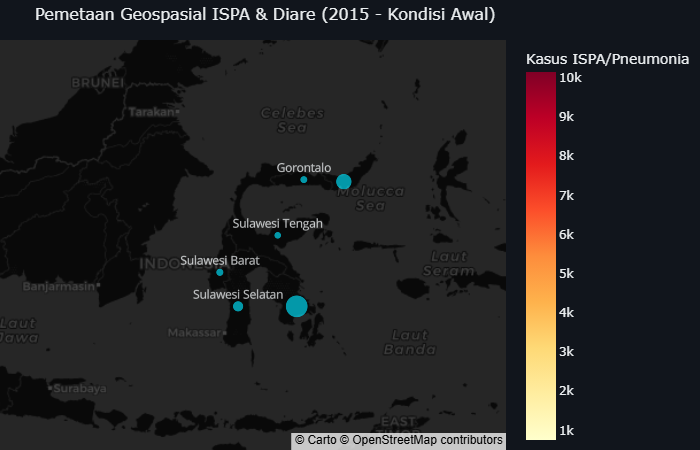 Pemetaan Geospasial ISPA & Diare (2015 - Kondisi Awal)
Kasus ISPA/Pneumonia
10k
9k
8k
7k
6k
5k
4k
3k
2k
1k
BRUNEI
Tarakan
Celebes
Sea
Gorontalo
Molucca
Sea
Sulawesi Tengah
Sulawesi Barat
Laut
Seram
Banjarmasin
Sulawesi Selatan
Laut
Makassar
Laut
Banda
Surabaya
EAST
© Carto © OpenStreetMap contributors